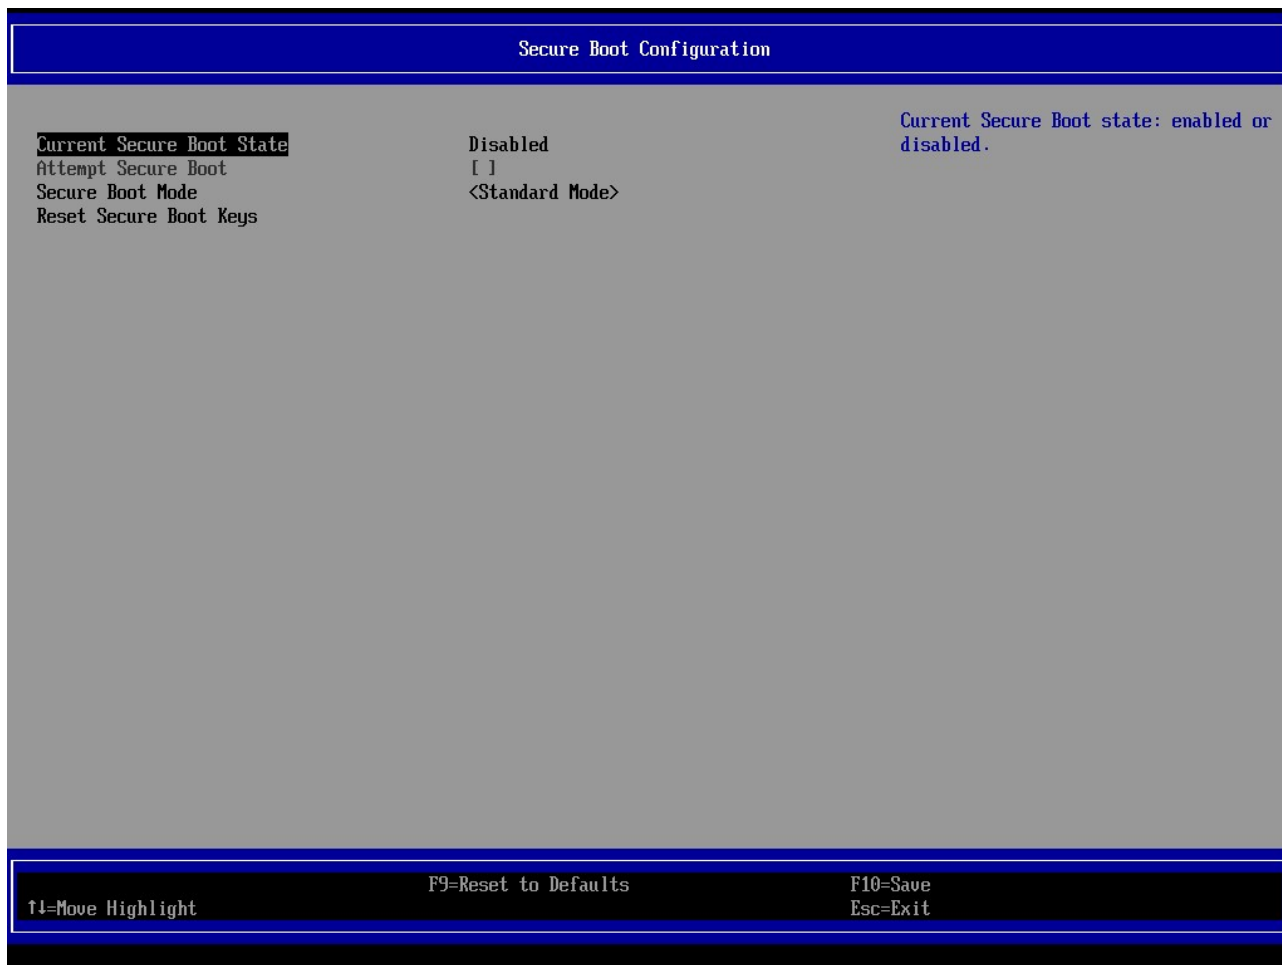 Secure Boot Configuration
Current Secure Boot State Disabled
Attempt Secure Boot [ ]
Secure Boot Mode <Standard Mode>
Reset Secure Boot Keys
Current Secure Boot state: enabled or
disabled.
F9=Reset to Defaults F10=Save
↑↓=Move Highlight Esc=Exit